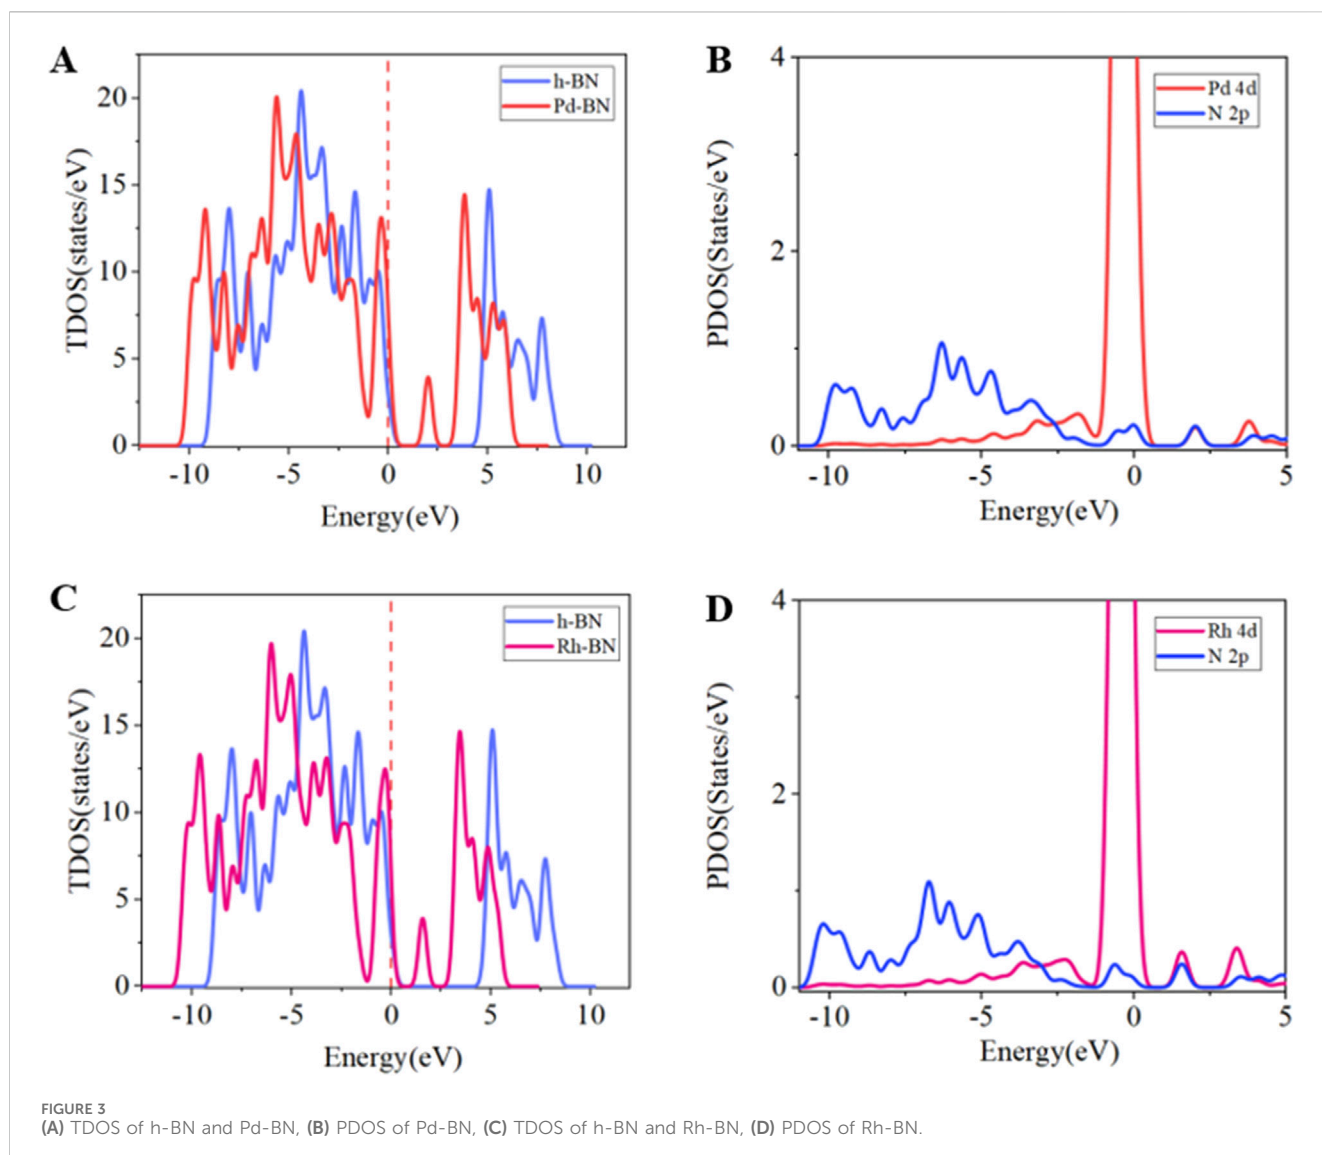 A
h-BN
Pd-BN
TDOS(states/eV)
20
15
10
5
0
-10 -5 0 5 10
Energy(eV)
B
Pd 4d
N 2p
PDOS(States/eV)
4
2
0
-10 -5 0 5
Energy(eV)
C
h-BN
Rh-BN
TDOS(states/eV)
20
15
10
5
0
-10 -5 0 5 10
Energy(eV)
D
Rh 4d
N 2p
PDOS(States/eV)
4
2
0
-10 -5 0 5
Energy(eV)
FIGURE 3
(A) TDOS of h-BN and Pd-BN, (B) PDOS of Pd-BN, (C) TDOS of h-BN and Rh-BN, (D) PDOS of Rh-BN.